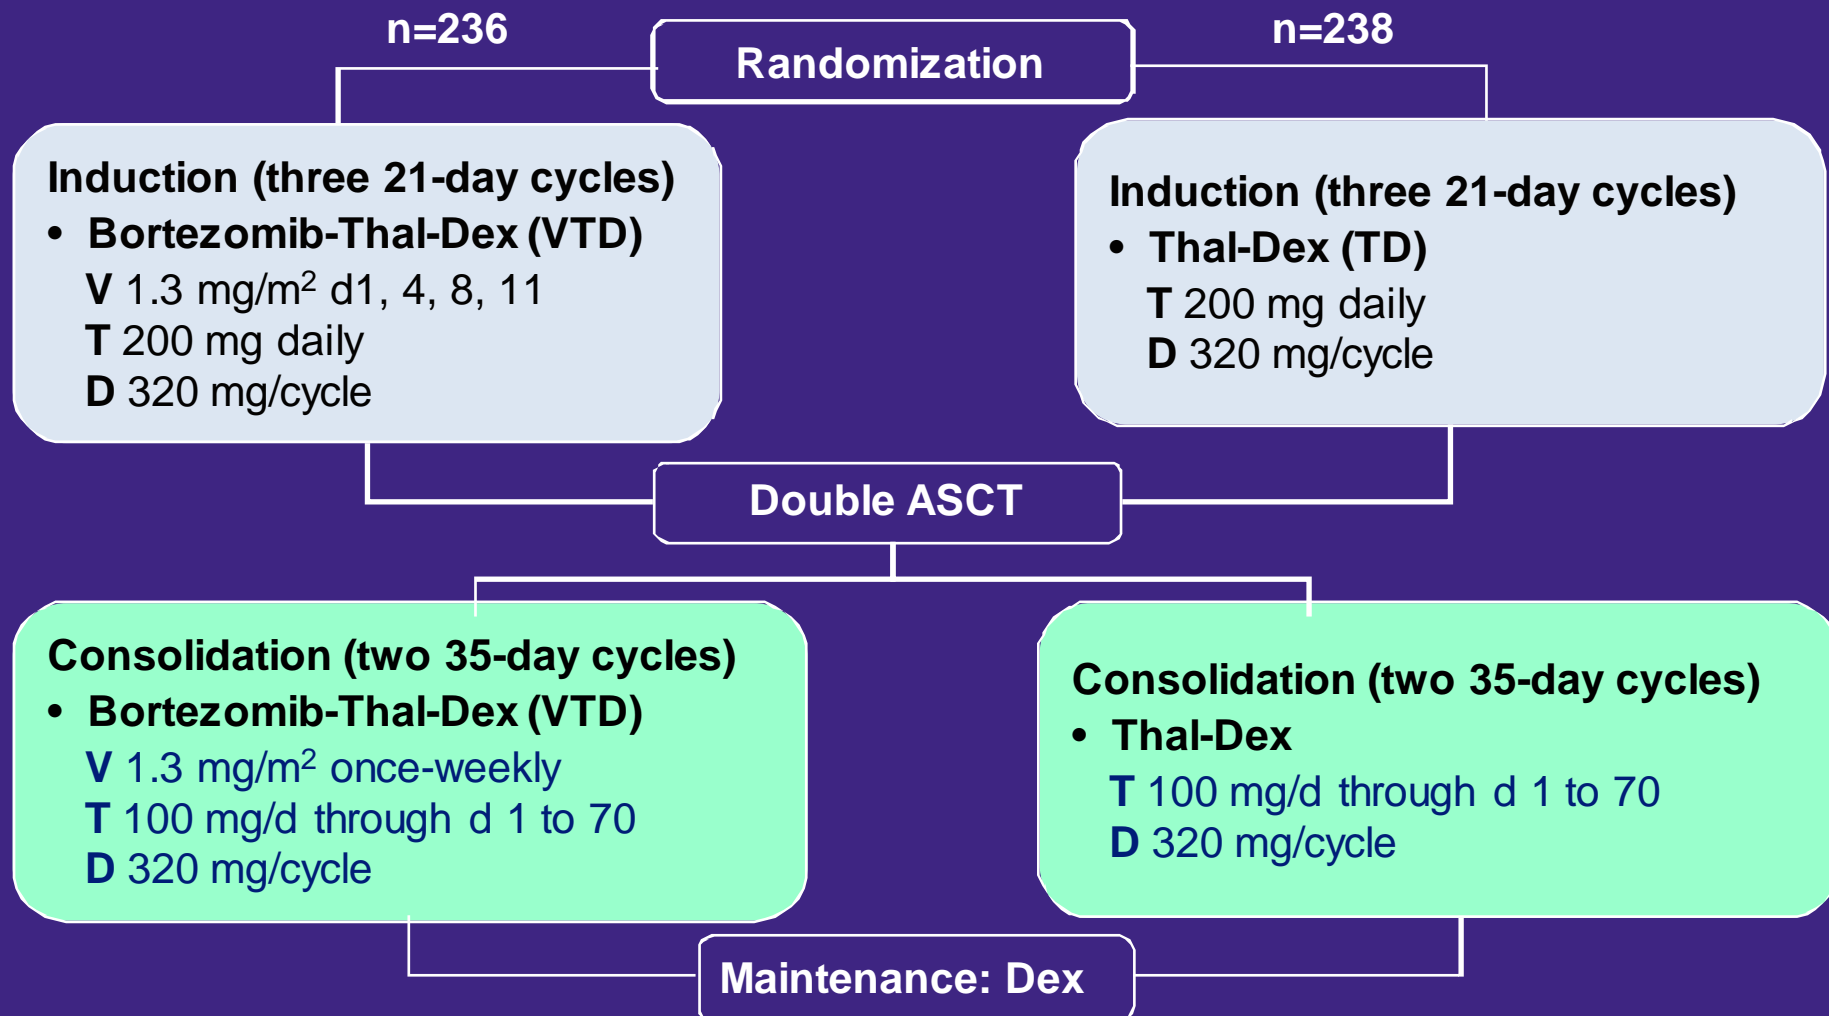 n=236
n=238
Randomization
Induction (three 21-day cycles)
• Bortezomib-Thal-Dex (VTD)
V 1.3 mg/m² d1, 4, 8, 11
T 200 mg daily
D 320 mg/cycle
Induction (three 21-day cycles)
• Thal-Dex (TD)
T 200 mg daily
D 320 mg/cycle
Double ASCT
Consolidation (two 35-day cycles)
• Bortezomib-Thal-Dex (VTD)
V 1.3 mg/m² once-weekly
T 100 mg/d through d 1 to 70
D 320 mg/cycle
Consolidation (two 35-day cycles)
• Thal-Dex
T 100 mg/d through d 1 to 70
D 320 mg/cycle
Maintenance: Dex